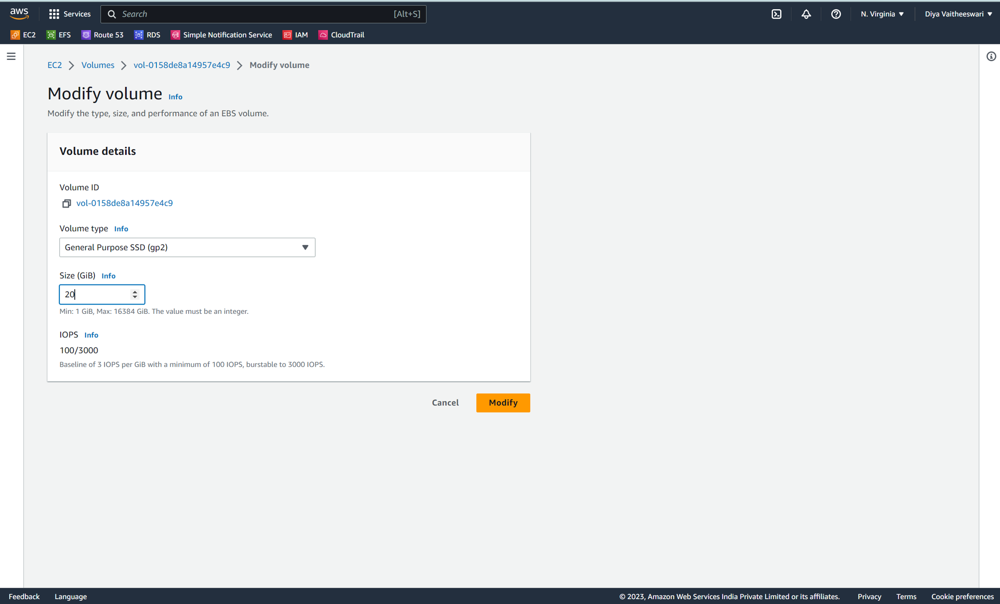 aws
Services
Search
[Alt+S]
N. Virginia
Diya Vaitheeswari
EC2
EFS
Route 53
RDS
Simple Notification Service
IAM
CloudTrail
EC2
Volumes
vol-0158de8a14957e4c9
Modify volume
Modify volume Info
Modify the type, size, and performance of an EBS volume.
Volume details
Volume ID
vol-0158de8a14957e4c9
Volume type Info
General Purpose SSD (gp2)
Size (GiB) Info
20
Min: 1 GiB, Max: 16384 GiB. The value must be an integer.
IOPS Info
100/3000
Baseline of 3 IOPS per GiB with a minimum of 100 IOPS, burstable to 3000 IOPS.
Cancel
Modify
Feedback
Language
© 2023, Amazon Web Services India Private Limited or its affiliates.
Privacy
Terms
Cookie preferences